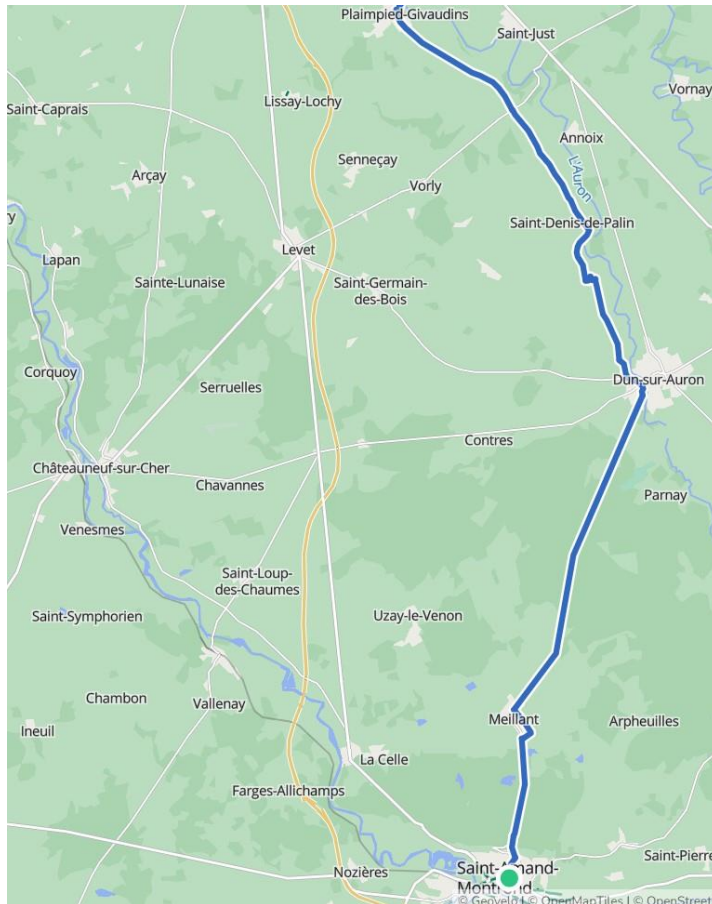 Plaimpied-Givaudins
Saint-Just
Vornay
Lissay-Lochy
Saint-Caprais
Annoix
Senneçay
L'Auron
Arçay
Vorly
Saint-Denis-de-Palin
Levet
Lapan
Sainte-Lunaise
Saint-Germain-
des-Bois
Corquoy
Dun-sur-Auron
Serruelles
Contres
Châteauneuf-sur-Cher
Chavannes
Parnay
Venesmes
Saint-Loup-
des-Chaumes
Saint-Symphorien
Uzay-le-Venon
Chambon
Vallenay
Meillant
Arpheuilles
Ineuil
La Celle
Farges-Allichamps
Saint-Pierre
Nozières
Saint-Amand-
Montrond
© Geovelo | © OpenMapTiles | © OpenStreet